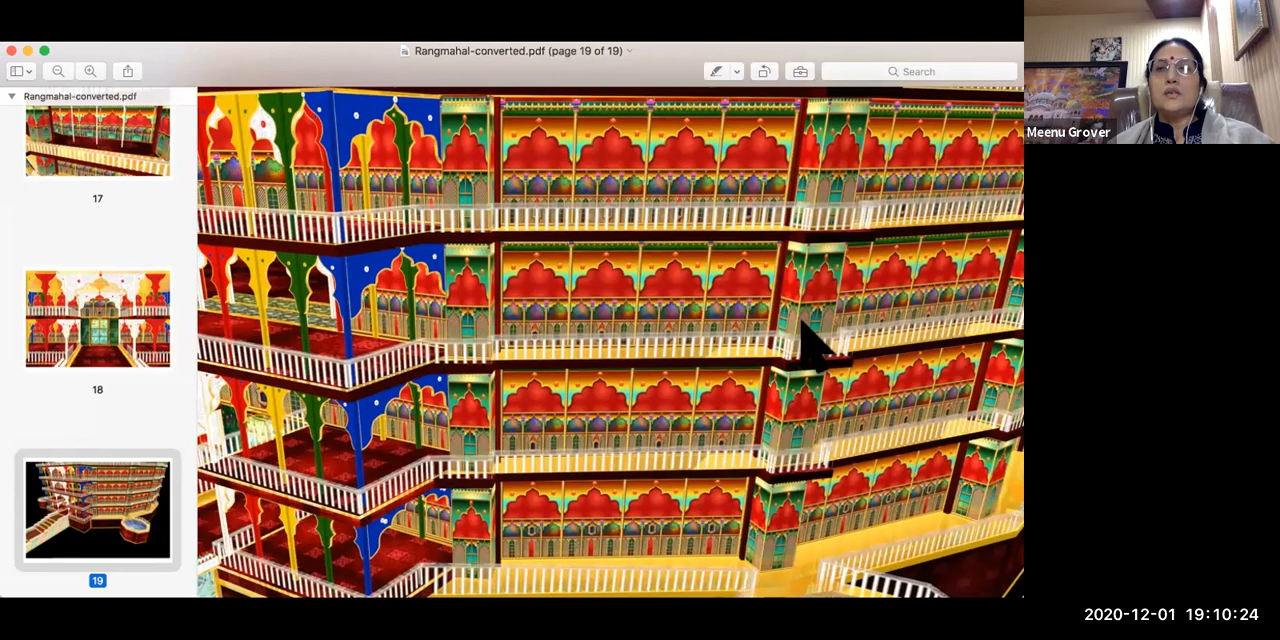 Rangmahal-converted.pdf (page 19 of 19)
Search
Rangmahal-converted.pdf
17
18
19
Meenu Grover
2020-12-01 19:10:24